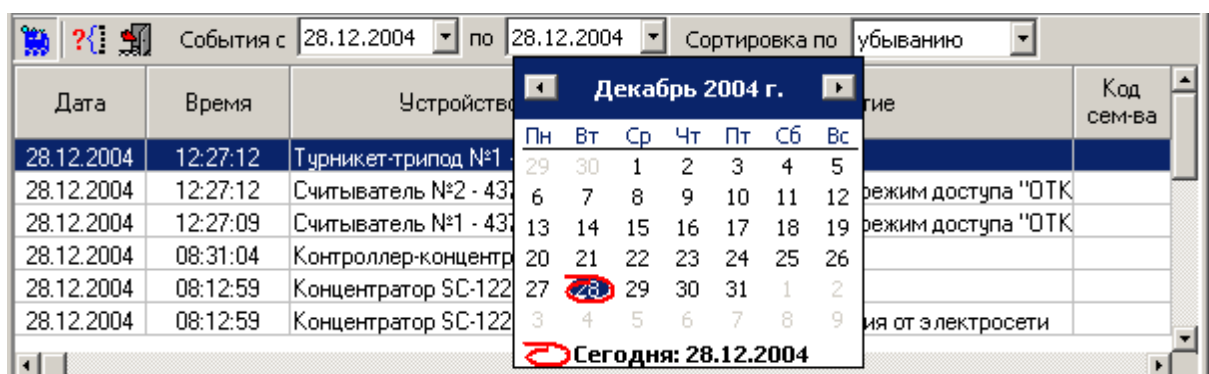 События с 28.12.2004 по 28.12.2004 Сортировка по убыванию
Дата Время Устройство Код сем-ва
Декабрь 2004 г.
Пн Вт Ср Чт Пт Сб Вс
29 30 1 2 3 4 5
6 7 8 9 10 11 12
13 14 15 16 17 18 19
20 21 22 23 24 25 26
27 28 29 30 31 1 2
3 4 5 6 7 8 9
Сегодня: 28.12.2004
28.12.2004 12:27:12 Турникет-трипод №1 -
28.12.2004 12:27:12 Считыватель №2 - 437 режим доступа "ОТК
28.12.2004 12:27:09 Считыватель №1 - 437 режим доступа "ОТК
28.12.2004 08:31:04 Контроллер-концентр
28.12.2004 08:12:59 Концентратор SC-122
28.12.2004 08:12:59 Концентратор SC-122 ия от электросети